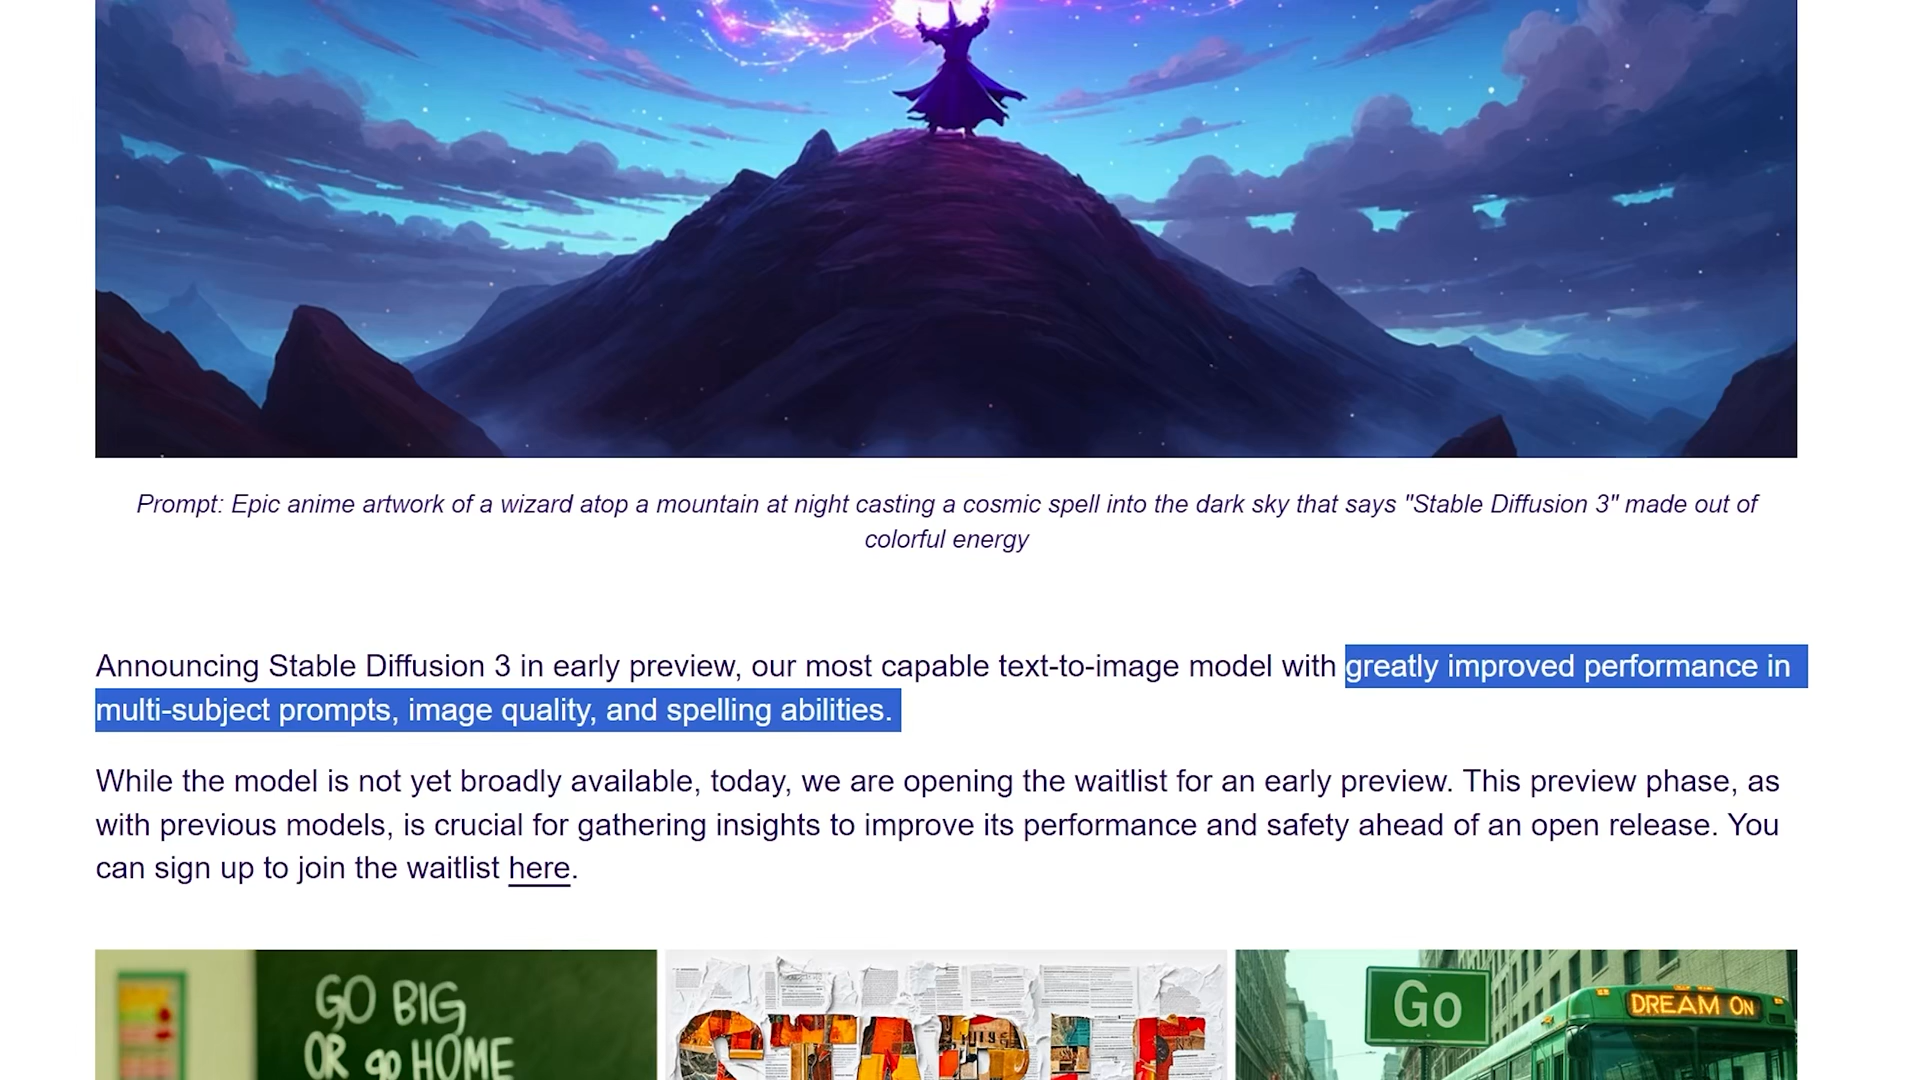 Prompt: Epic anime artwork of a wizard atop a mountain at night casting a cosmic spell into the dark sky that says "Stable Diffusion 3" made out of
colorful energy
Announcing Stable Diffusion 3 in early preview, our most capable text-to-image model with greatly improved performance in
multi-subject prompts, image quality, and spelling abilities.
While the model is not yet broadly available, today, we are opening the waitlist for an early preview. This preview phase, as
with previous models, is crucial for gathering insights to improve its performance and safety ahead of an open release. You
can sign up to join the waitlist here.
GO BIG
OR go HOME
STABLE
Go
DREAM ON